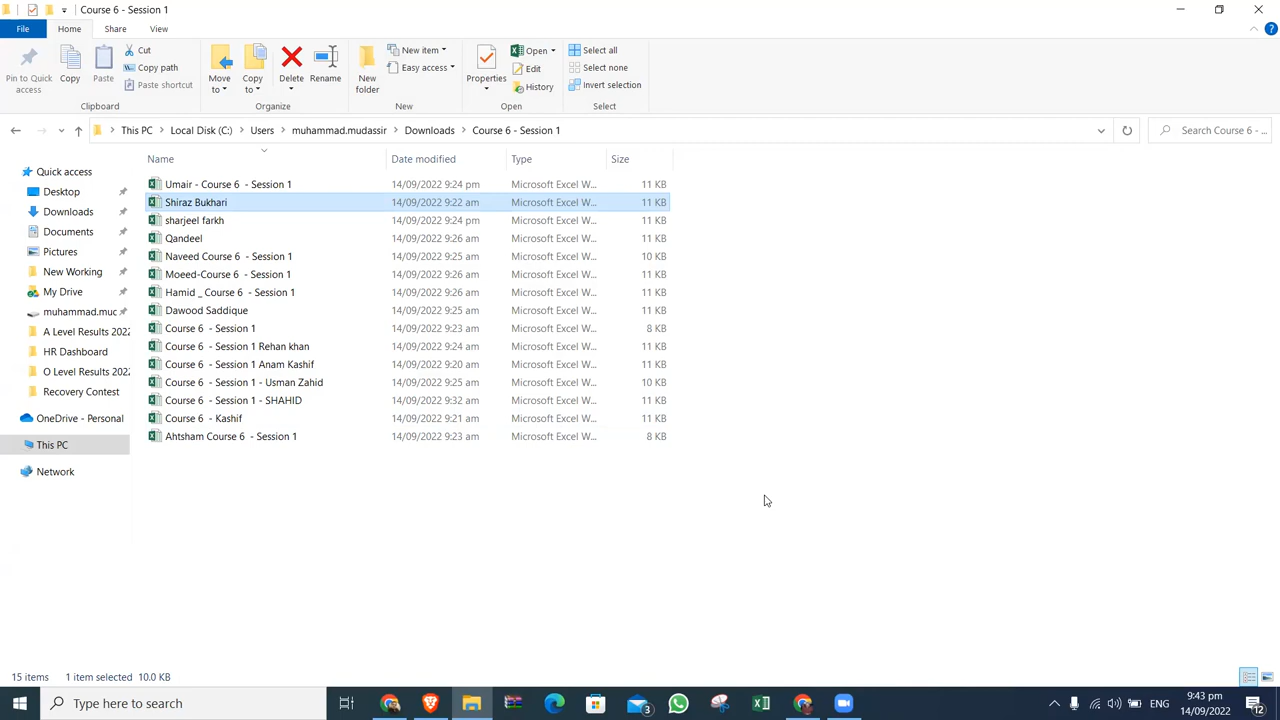 Course 6 - Session 1
File Home Share View
Pin to Quick access
Copy
Paste
Cut
Copy path
Paste shortcut
Clipboard
Move to
Copy to
Delete
Rename
Organize
New folder
New item
Easy access
New
Properties
Open
Edit
History
Open
Select all
Select none
Invert selection
Select
This PC Local Disk (C:) Users muhammad.mudassir Downloads Course 6 - Session 1
Search Course 6 - ...
Name Date modified Type Size
Umair - Course 6 - Session 1 14/09/2022 9:24 pm Microsoft Excel W... 11 KB
Shiraz Bukhari 14/09/2022 9:22 am Microsoft Excel W... 11 KB
sharjeel farkh 14/09/2022 9:24 pm Microsoft Excel W... 11 KB
Qandeel 14/09/2022 9:26 am Microsoft Excel W... 11 KB
Naveed Course 6 - Session 1 14/09/2022 9:25 am Microsoft Excel W... 10 KB
Moeed-Course 6 - Session 1 14/09/2022 9:26 am Microsoft Excel W... 11 KB
Hamid _ Course 6 - Session 1 14/09/2022 9:26 am Microsoft Excel W... 11 KB
Dawood Saddique 14/09/2022 9:25 am Microsoft Excel W... 11 KB
Course 6 - Session 1 14/09/2022 9:23 am Microsoft Excel W... 8 KB
Course 6 - Session 1 Rehan khan 14/09/2022 9:24 am Microsoft Excel W... 11 KB
Course 6 - Session 1 Anam Kashif 14/09/2022 9:20 am Microsoft Excel W... 11 KB
Course 6 - Session 1 - Usman Zahid 14/09/2022 9:25 am Microsoft Excel W... 10 KB
Course 6 - Session 1 - SHAHID 14/09/2022 9:32 am Microsoft Excel W... 11 KB
Course 6 - Kashif 14/09/2022 9:21 am Microsoft Excel W... 11 KB
Ahtsham Course 6 - Session 1 14/09/2022 9:23 am Microsoft Excel W... 8 KB
Quick access
Desktop
Downloads
Documents
Pictures
New Working
My Drive
muhammad.muc
A Level Results 2022
HR Dashboard
O Level Results 2022
Recovery Contest
OneDrive - Personal
This PC
Network
15 items 1 item selected 10.0 KB
Type here to search
3
ENG
9:43 pm
14/09/2022
12